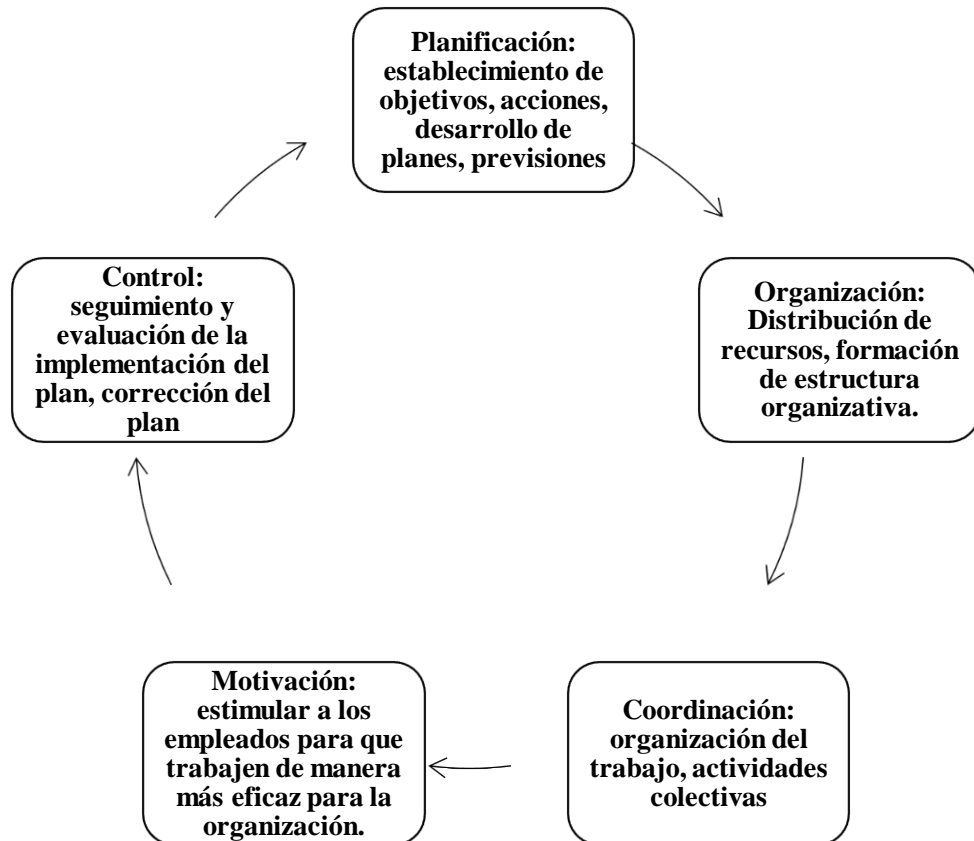 Planificación:
establecimiento de
objetivos, acciones,
desarrollo de
planes, previsiones
Organización:
Distribución de
recursos, formación
de estructura
organizativa.
Coordinación:
organización del
trabajo, actividades
colectivas
Motivación:
estimular a los
empleados para que
trabajen de manera
más eficaz para la
organización.
Control:
seguimiento y
evaluación de la
implementación del
plan, corrección del
plan